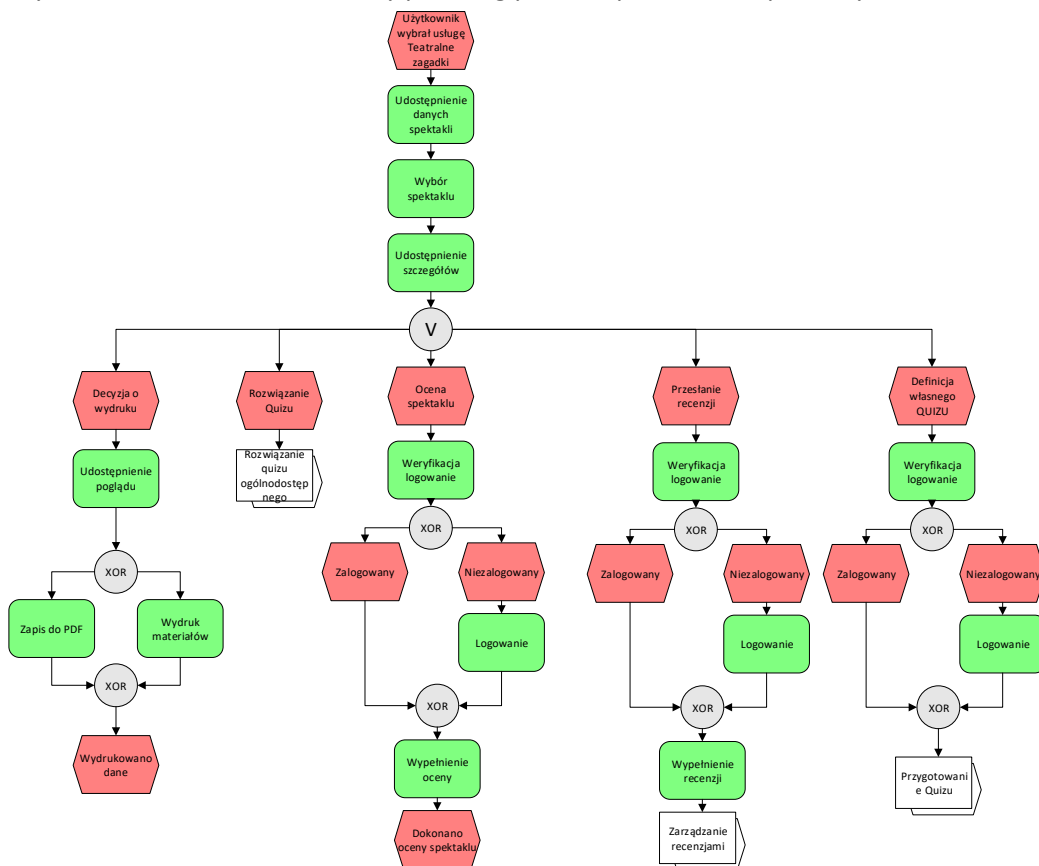 Użytkownik
wybrał usługę
Teatralne
zagadki
Udostępnienie
danych
spektakli
Wybór
spektaklu
Udostępnienie
szczegółów
V
Decyzja o
wydruku
Rozwiązanie
Quizu
Ocena
spektaklu
Przesłanie
recenzji
Definicja
własnego
QUIZU
Udostępnienie
poglądu
Rozwiązanie
quizu
ogólnodostęp
nego
Weryfikacja
logowanie
Weryfikacja
logowanie
Weryfikacja
logowanie
XOR
XOR
XOR
XOR
Zalogowany
Niezalogowany
Zalogowany
Niezalogowany
Zalogowany
Niezalogowany
Zapis do PDF
Wydruk
materiałów
Logowanie
Logowanie
Logowanie
XOR
XOR
XOR
XOR
Wydrukowano
dane
Wypełnienie
oceny
Wypełnienie
recenzji
Przygotowani
e Quizu
Dokonano
oceny spektaklu
Zarządzanie
recenzjami